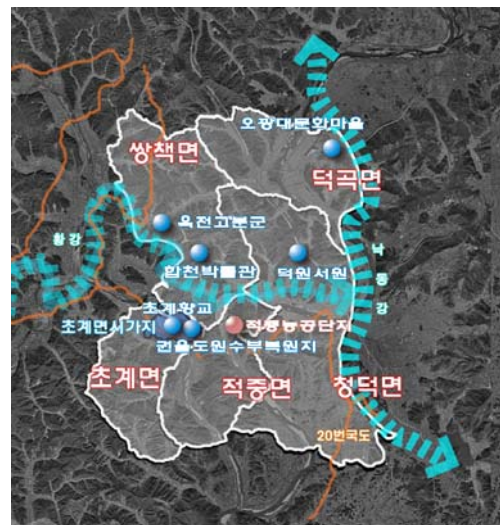 오광대문화마을
쌍책면
덕곡면
옥전고분군
황강
낙동강
합천박물관
덕원서원
초계향교
초계면시가지
적중농공단지
권율도원수부복원지
초계면
적중면
청덕면
20번국도